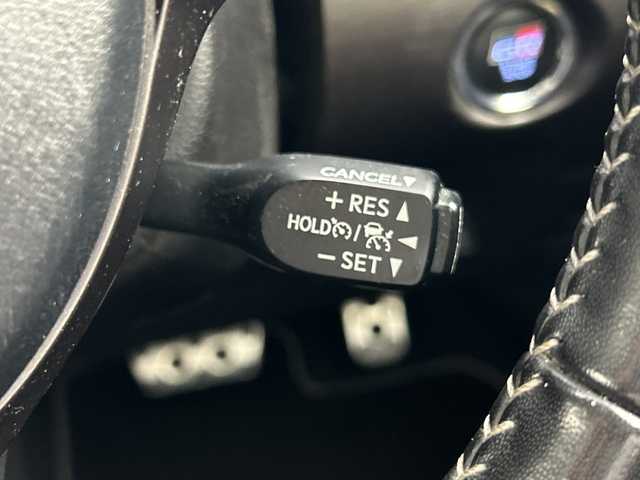 CANCEL▼
+RES▲
HOLD / ◀
−SET▼